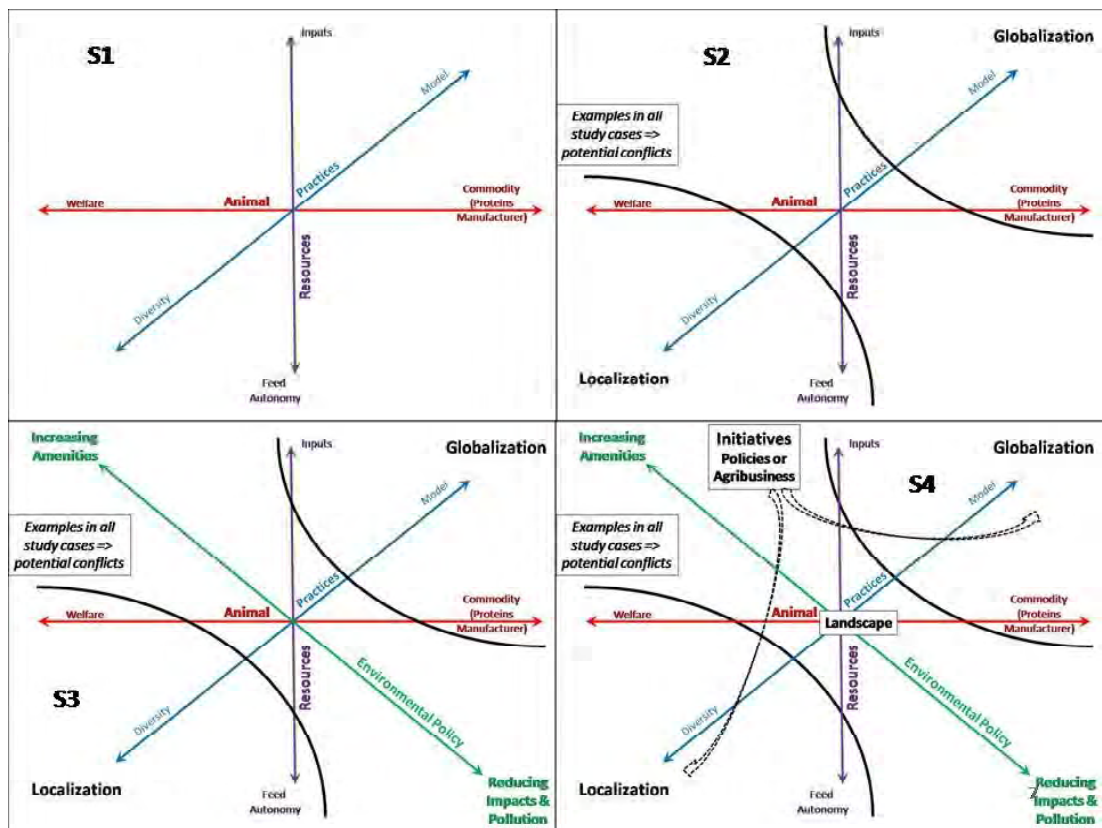 S1
Inputs
Model
Practices
Welfare
Animal
Commodity
(Proteins
Manufacturer)
Resources
Diversity
Feed
Autonomy
S2
Inputs
Globalization
Model
Examples in all
study cases =>
potential conflicts
Practices
Welfare
Animal
Commodity
(Proteins
Manufacturer)
Resources
Diversity
Localization
Feed
Autonomy
Increasing
Amenities
Inputs
Globalization
Model
Examples in all
study cases =>
potential conflicts
Practices
Welfare
Animal
Commodity
(Proteins
Manufacturer)
Resources
Environmental Policy
S3
Diversity
Localization
Feed
Autonomy
Reducing
Impacts &
Pollution
Increasing
Amenities
Initiatives
Policies or
Agribusiness
Inputs
Globalization
S4
Model
Examples in all
study cases =>
potential conflicts
Practices
Welfare
Animal
Commodity
(Proteins
Manufacturer)
Landscape
Resources
Environmental Policy
Diversity
Localization
Feed
Autonomy
Reducing
Impacts &
Pollution
7